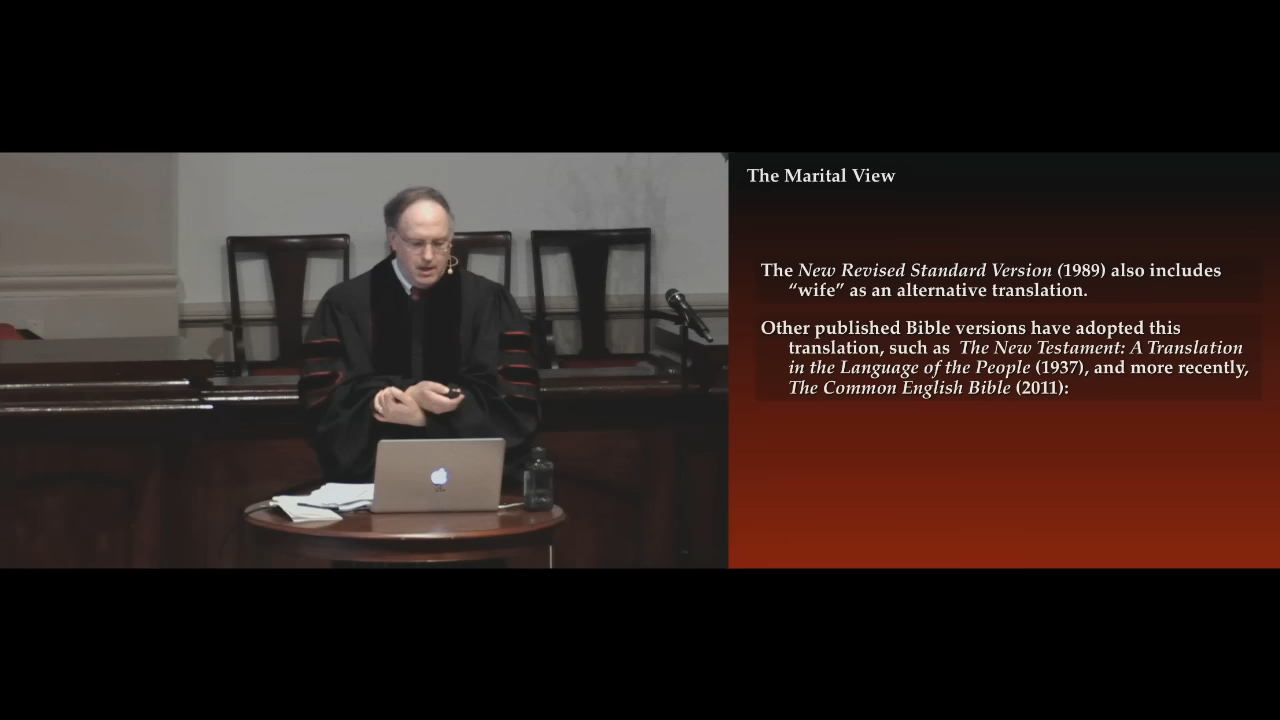 The Marital View
The New Revised Standard Version (1989) also includes
“wife” as an alternative translation.
Other published Bible versions have adopted this
translation, such as The New Testament: A Translation
in the Language of the People (1937), and more recently,
The Common English Bible (2011):